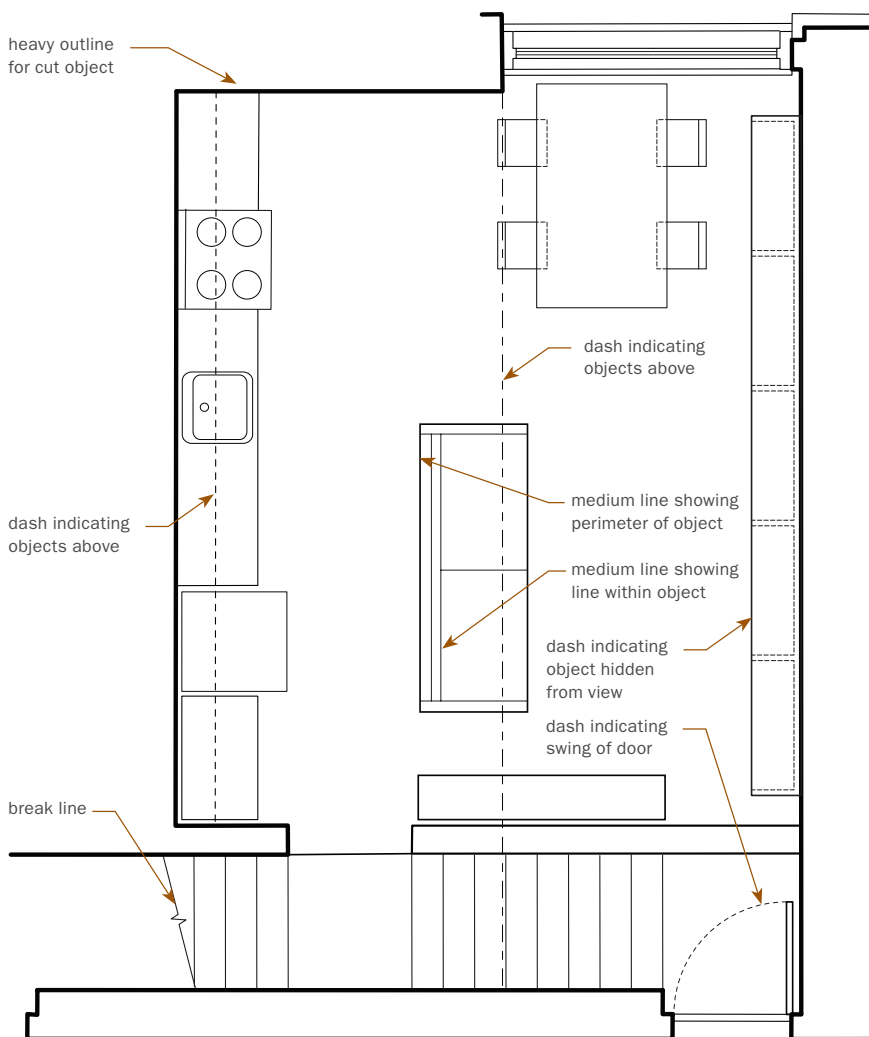 heavy outline
for cut object
dash indicating
objects above
medium line showing
perimeter of object
dash indicating
objects above
medium line showing
line within object
dash indicating
object hidden
from view
dash indicating
swing of door
break line